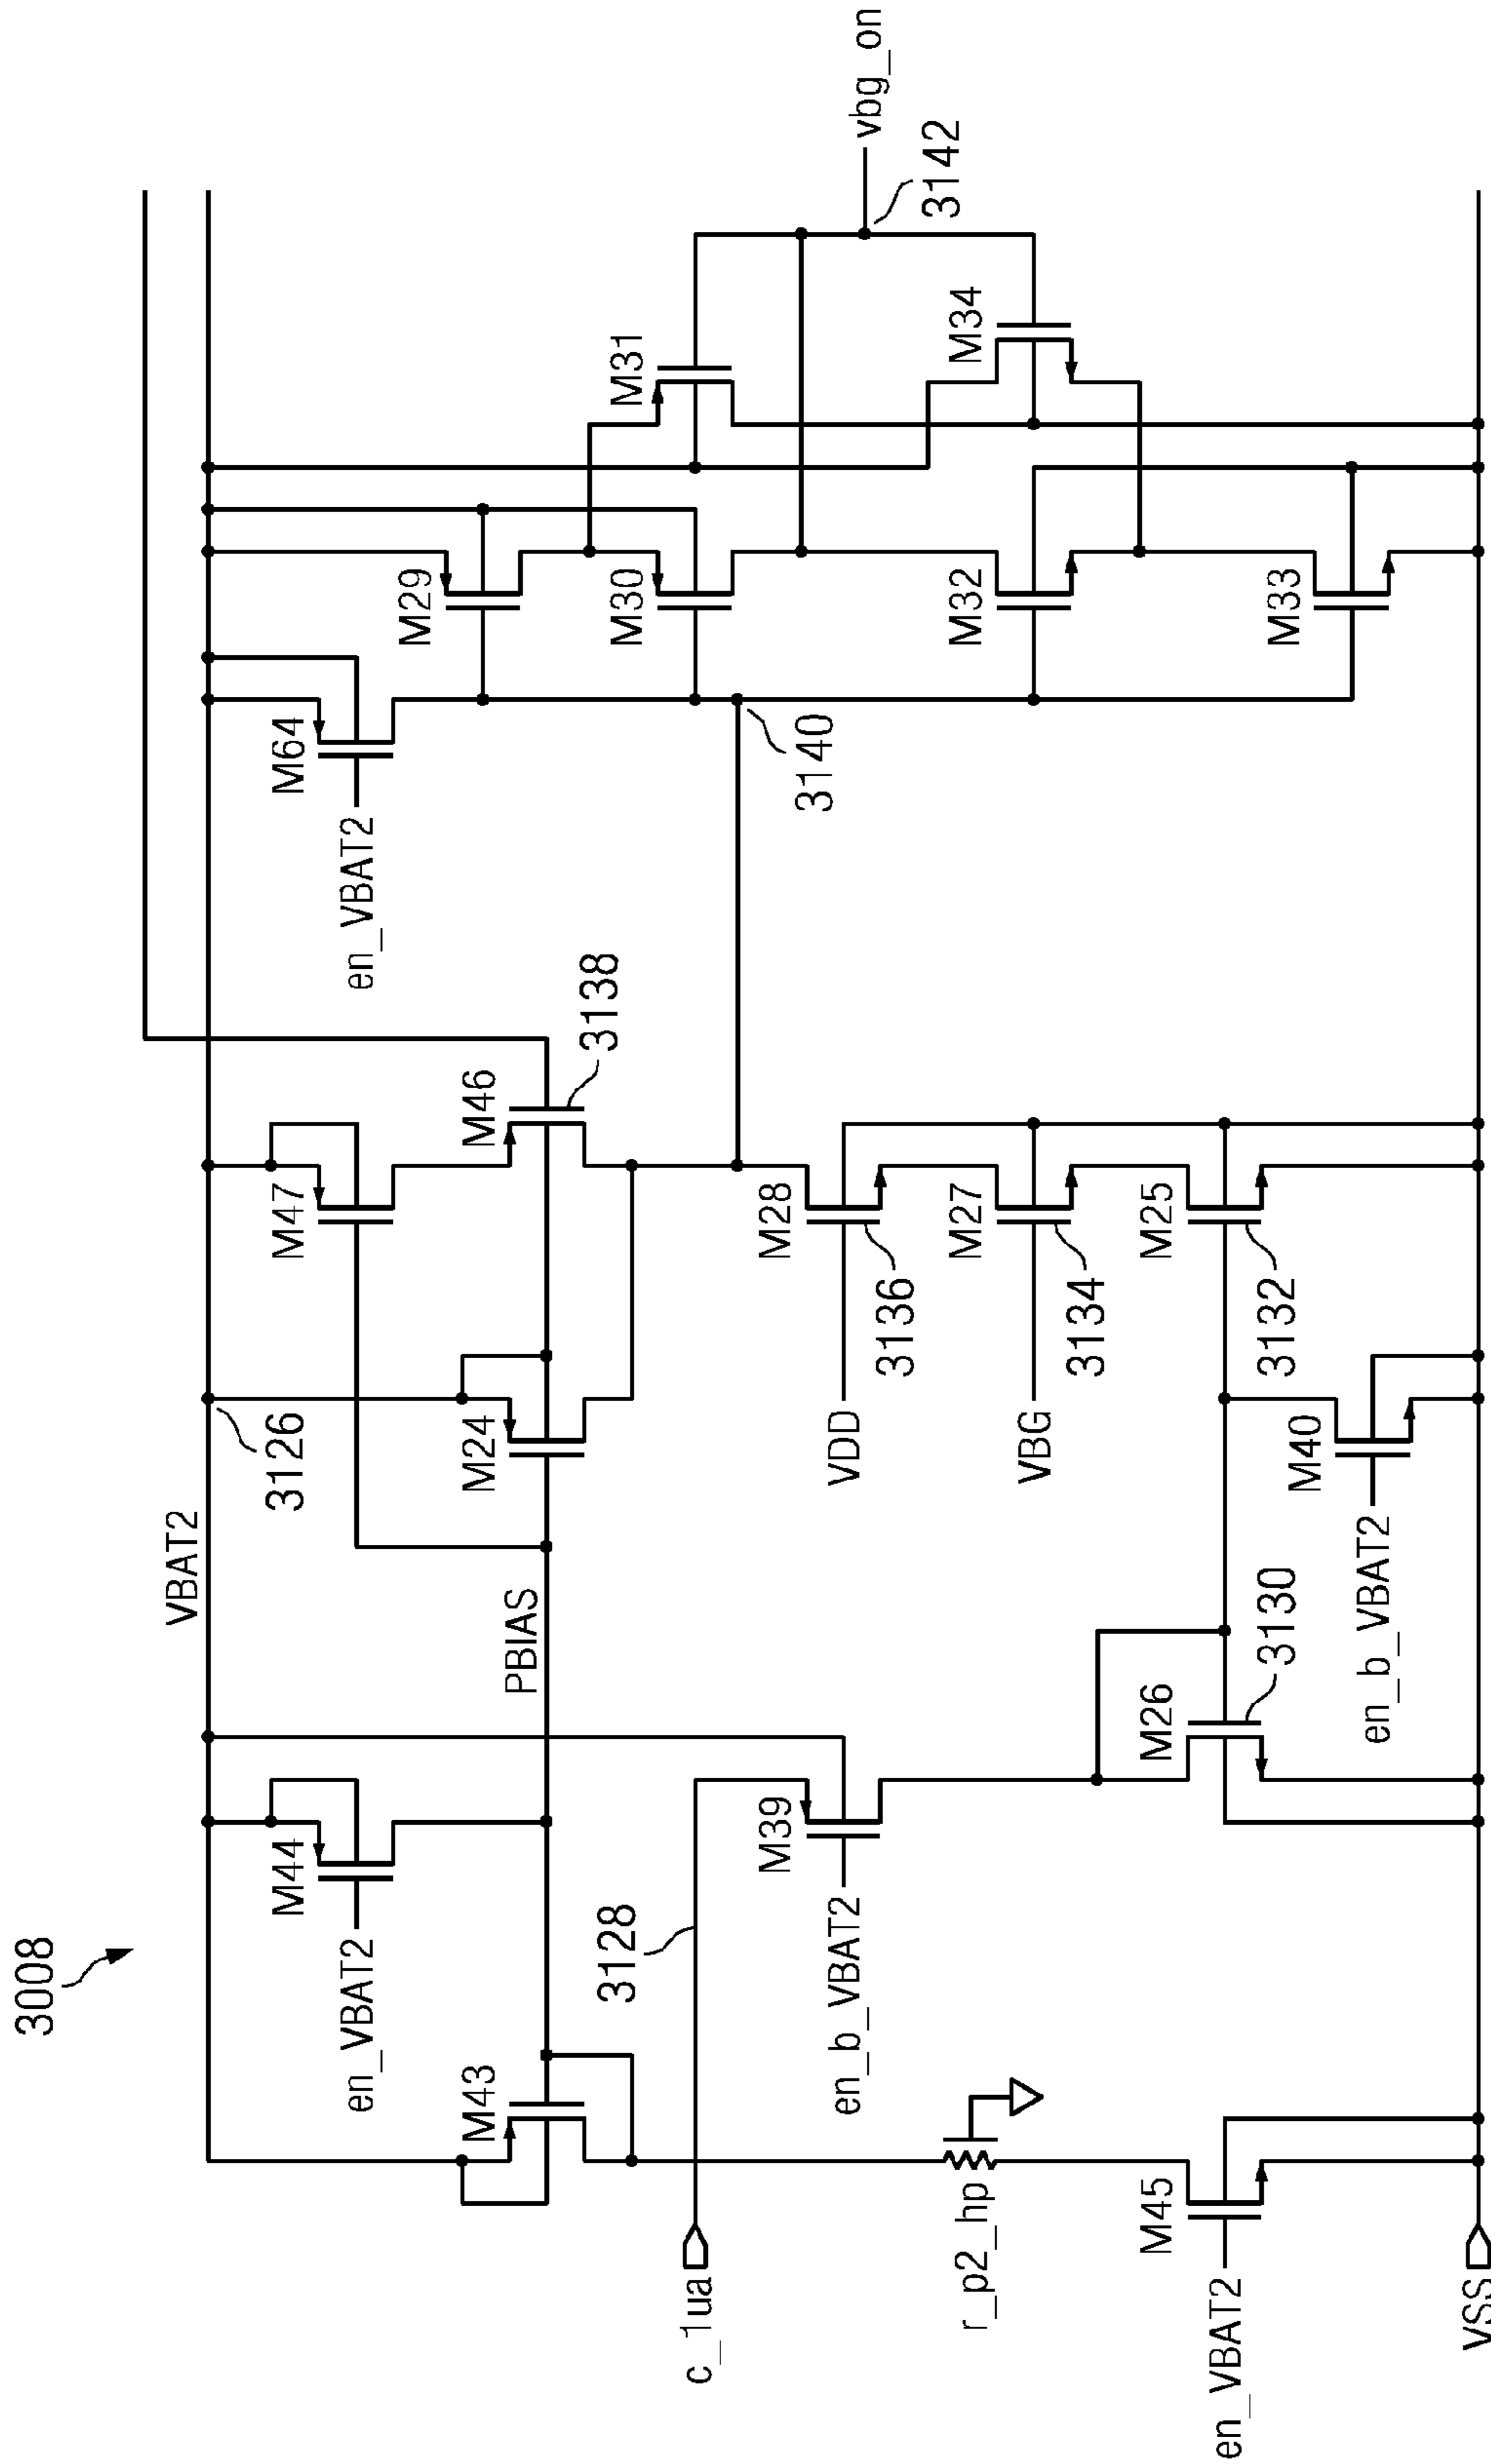 3008
VBAT2
3126
M43
M44
en_VBAT2
PBIAS
M47
M24
M46
3138
M64
en_VBAT2
M29
M30
M31
c_1ua
3128
M39
en_b_VBAT2
VDD
M28
3136
3140
vbg_on
3142
r_p2_hp
VBG
M27
3134
M32
M34
M45
en_VBAT2
M26
3130
M40
en_b_VBAT2
M25
3132
M33
VSS